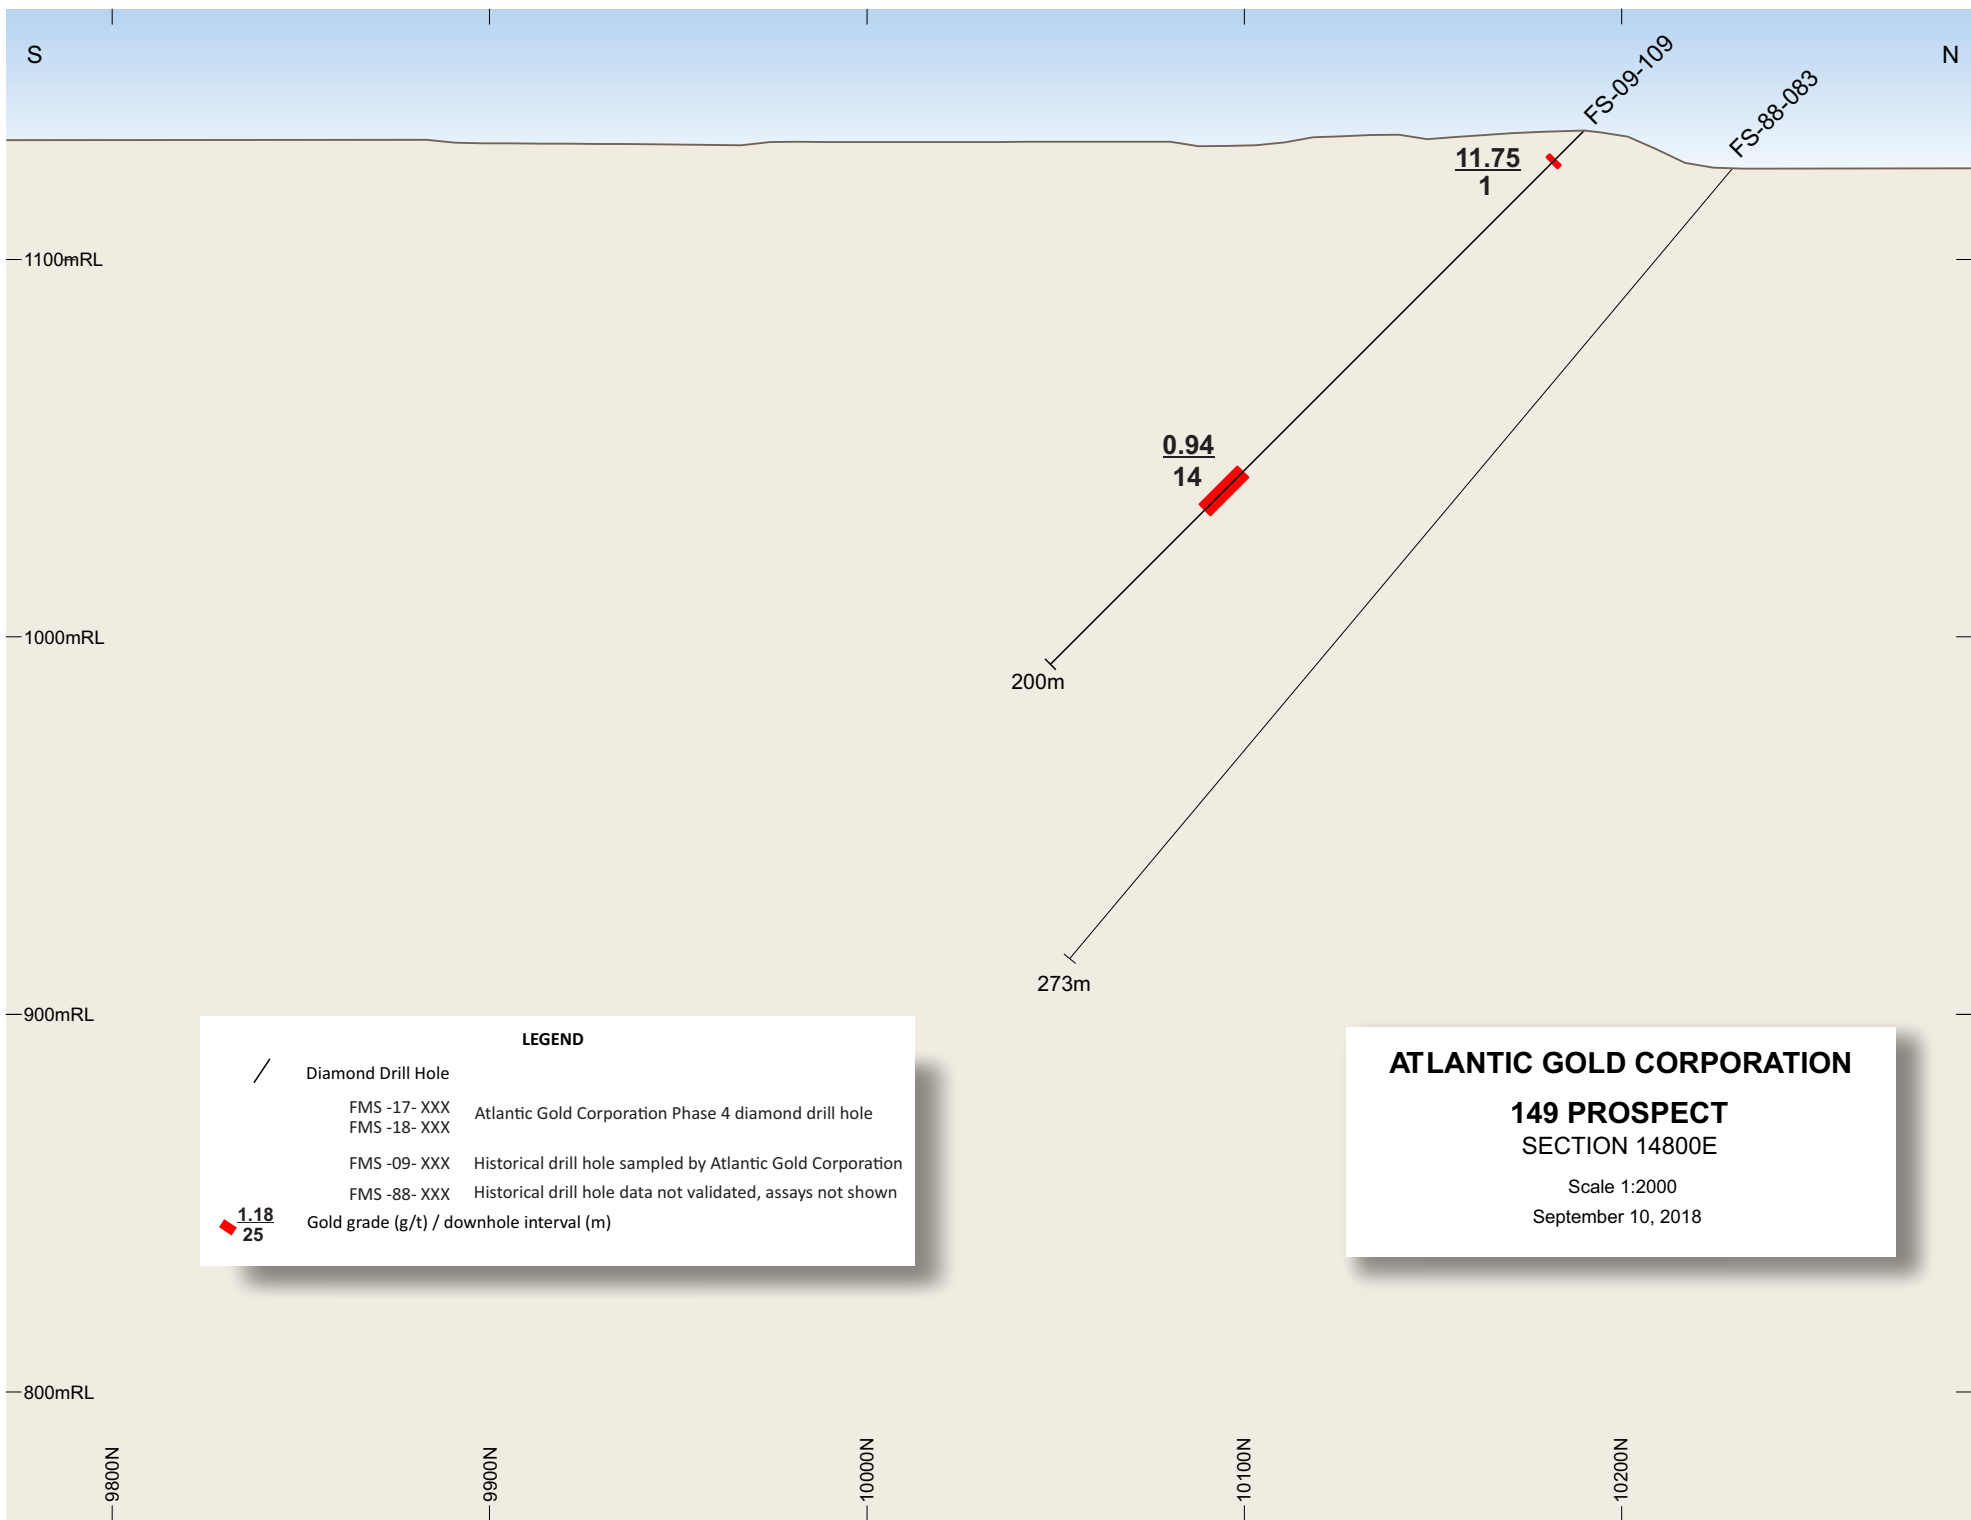 S
N
FS-09-109
FS-88-083
11.75
1
1100mRL
0.94
14
1000mRL
200m
273m
900mRL
LEGEND
Diamond Drill Hole
FMS -17- XXX
FMS -18- XXX
Atlantic Gold Corporation Phase 4 diamond drill hole
FMS -09- XXX Historical drill hole sampled by Atlantic Gold Corporation
FMS -88- XXX Historical drill hole data not validated, assays not shown
1.18
25
Gold grade (g/t) / downhole interval (m)
ATLANTIC GOLD CORPORATION
149 PROSPECT
SECTION 14800E
Scale 1:2000
September 10, 2018
800mRL
9800N
9900N
10000N
10100N
10200N